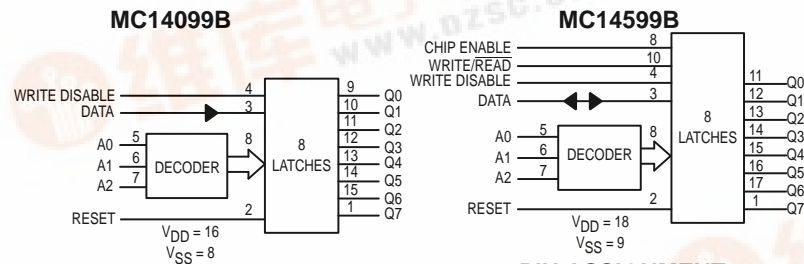 MC14099B
WRITE DISABLE 4
DATA 3
A0 5
A1 6
A2 7
DECODER
8
8
LATCHES
RESET 2
9 Q0
10 Q1
11 Q2
12 Q3
13 Q4
14 Q5
15 Q6
1 Q7
VDD = 16
VSS = 8
MC14599B
CHIP ENABLE 8
WRITE/READ 10
WRITE DISABLE 4
DATA 3
A0 5
A1 6
A2 7
DECODER
8
8
LATCHES
RESET 2
11 Q0
12 Q1
13 Q2
14 Q3
15 Q4
16 Q5
17 Q6
1 Q7
VDD = 18
VSS = 9